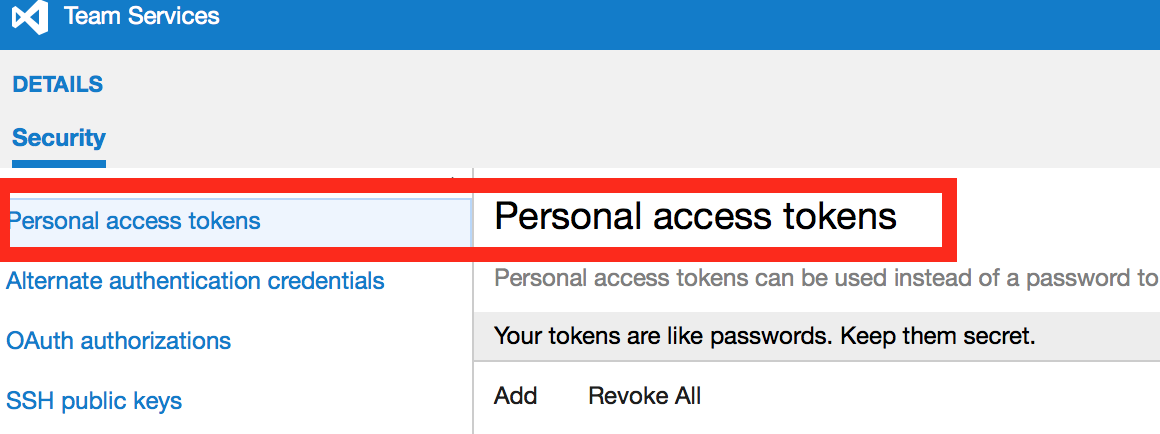 Team Services
DETAILS
Security
Personal access tokens
Alternate authentication credentials
OAuth authorizations
SSH public keys
Personal access tokens
Personal access tokens can be used instead of a password to
Your tokens are like passwords. Keep them secret.
Add Revoke All